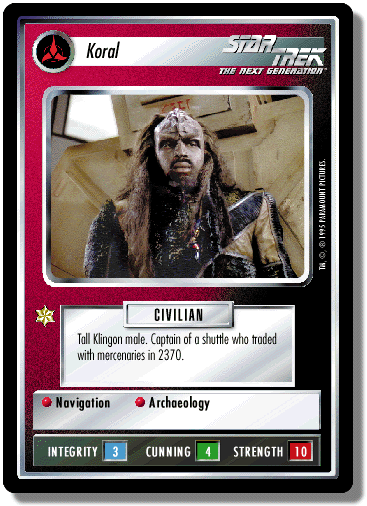 Koral
STAR TREK
THE NEXT GENERATION®
TM, © ® 1995 PARAMOUNT PICTURES.
CIVILIAN
Tall Klingon male. Captain of a shuttle who traded
with mercenaries in 2370.
Navigation Archaeology
INTEGRITY 3 CUNNING 4 STRENGTH 10